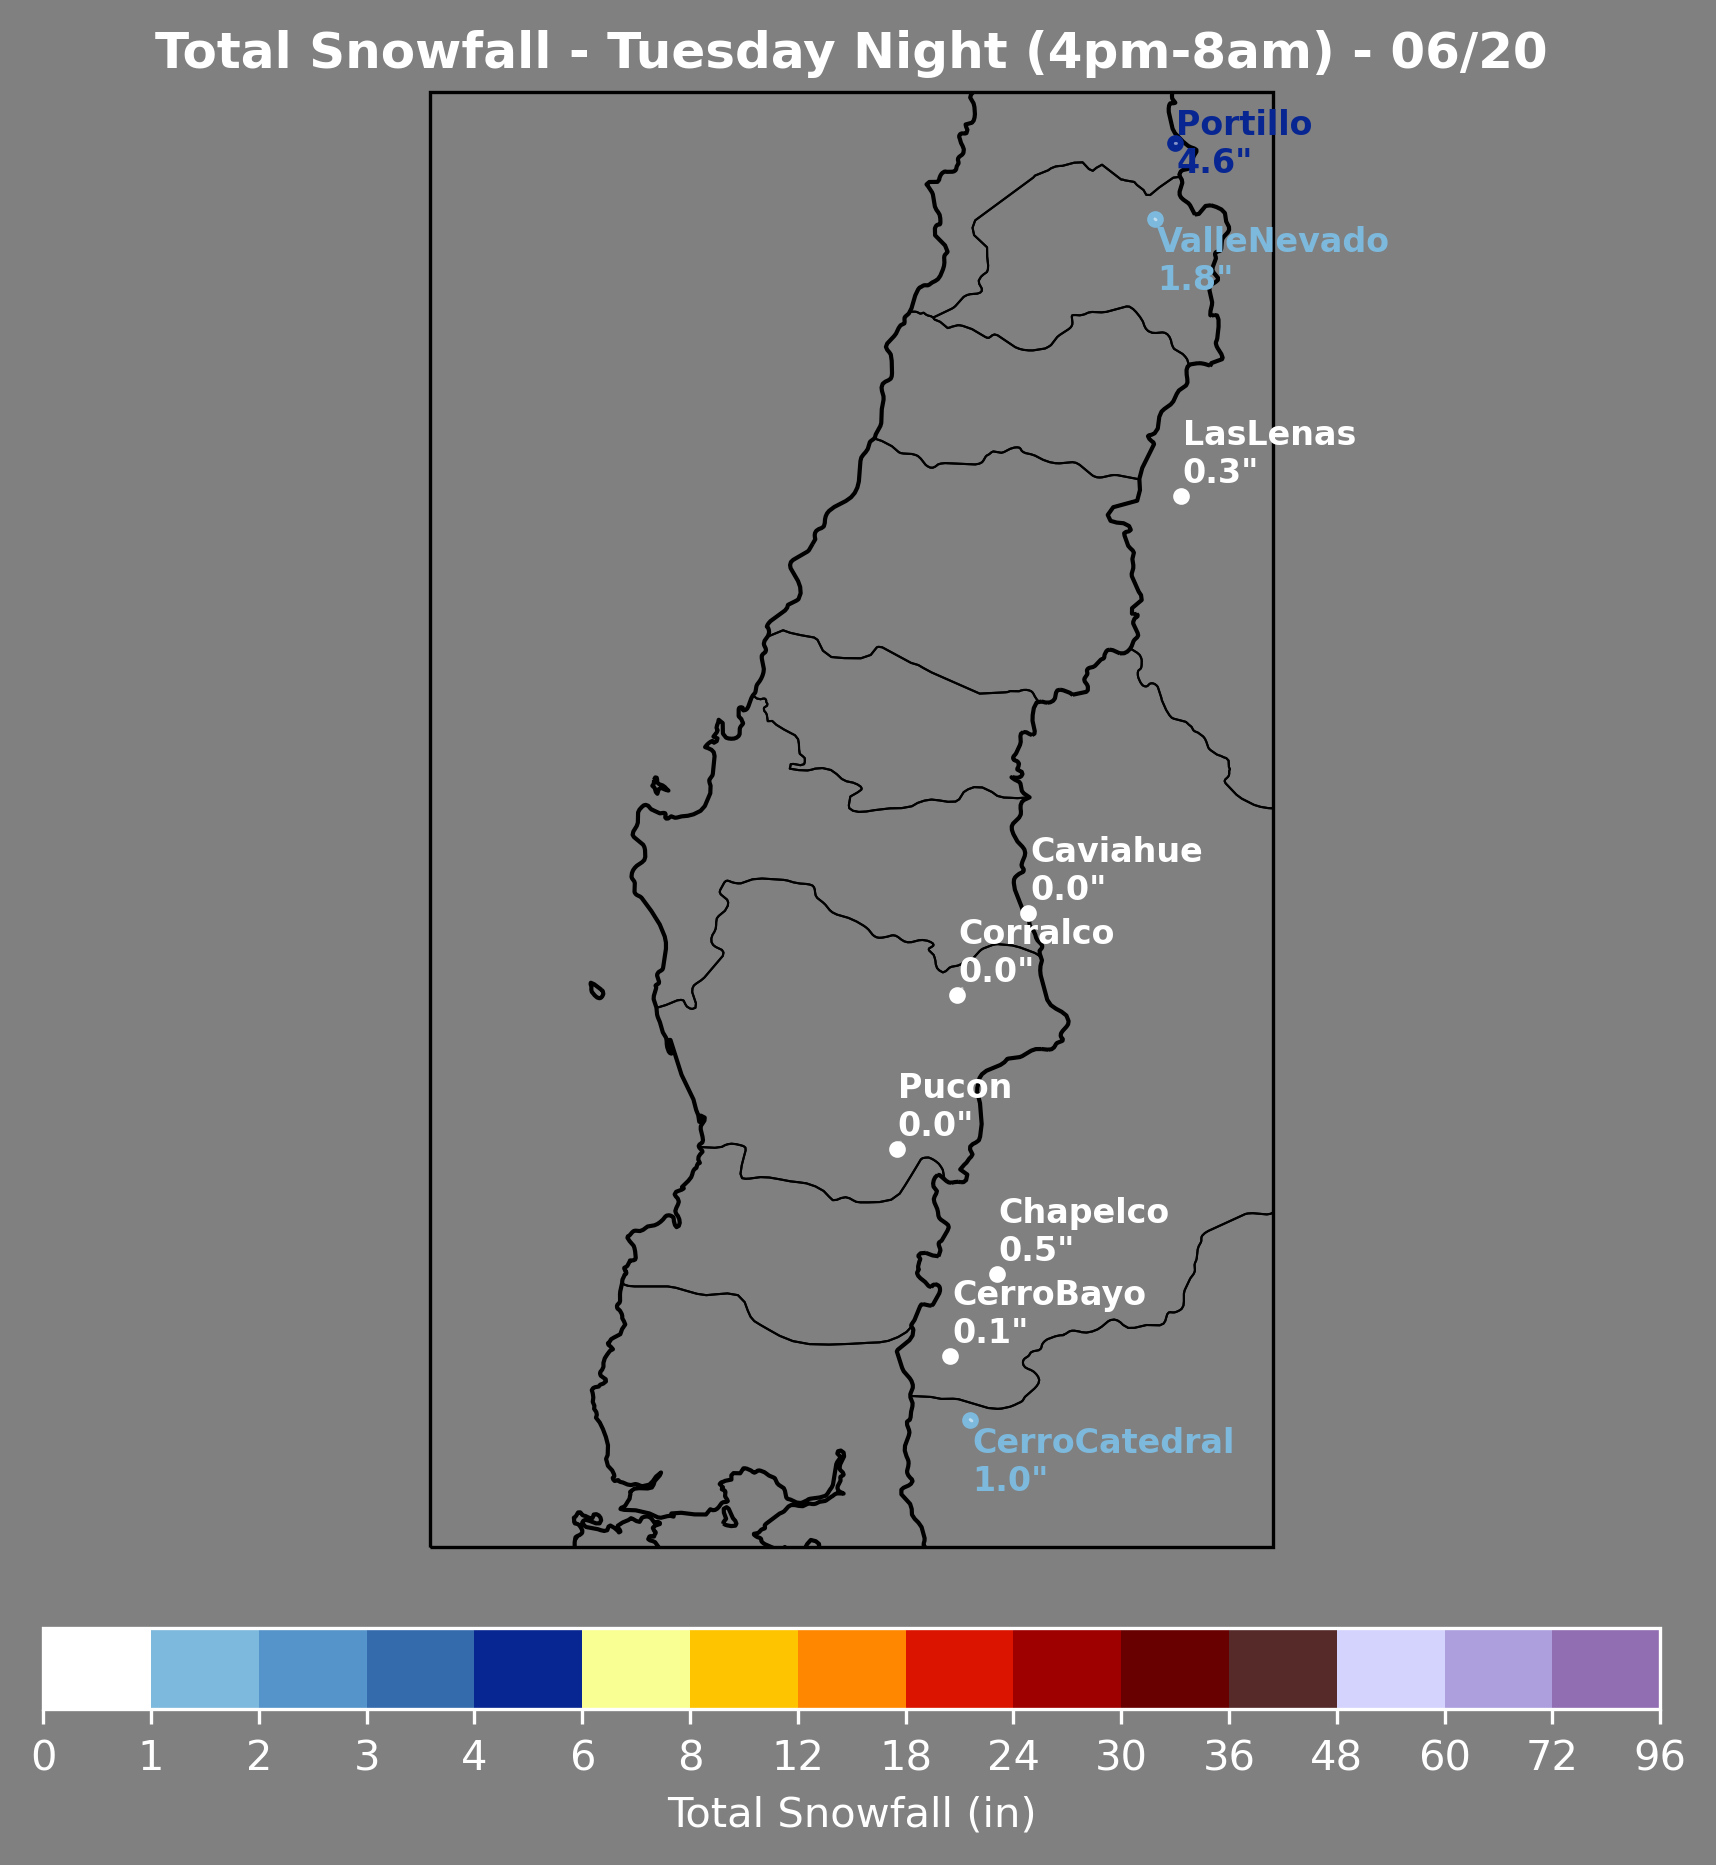 Total Snowfall - Tuesday Night (4pm-8am) - 06/20
Portillo
4.6"
ValleNevado
1.8"
LasLenas
0.3"
Caviahue
0.0"
Corralco
0.0"
Pucon
0.0"
Chapelco
0.5"
CerroBayo
0.1"
CerroCatedral
1.0"
0 1 2 3 4 6 8 12 18 24 30 36 48 60 72 96
Total Snowfall (in)